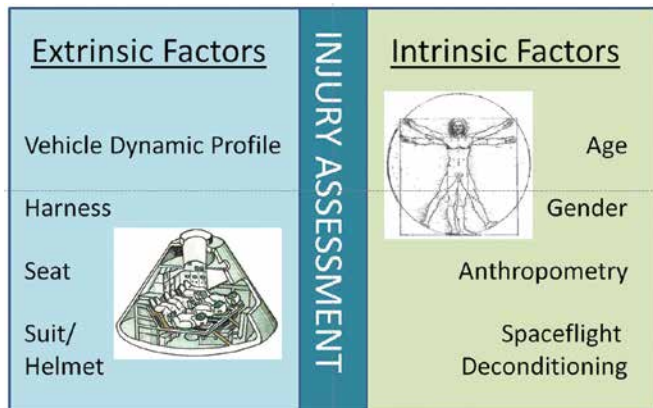 Extrinsic Factors
Vehicle Dynamic Profile
Harness
Seat
Suit/
Helmet
INJURY ASSESSMENT
Intrinsic Factors
Age
Gender
Anthropometry
Spaceflight
Deconditioning